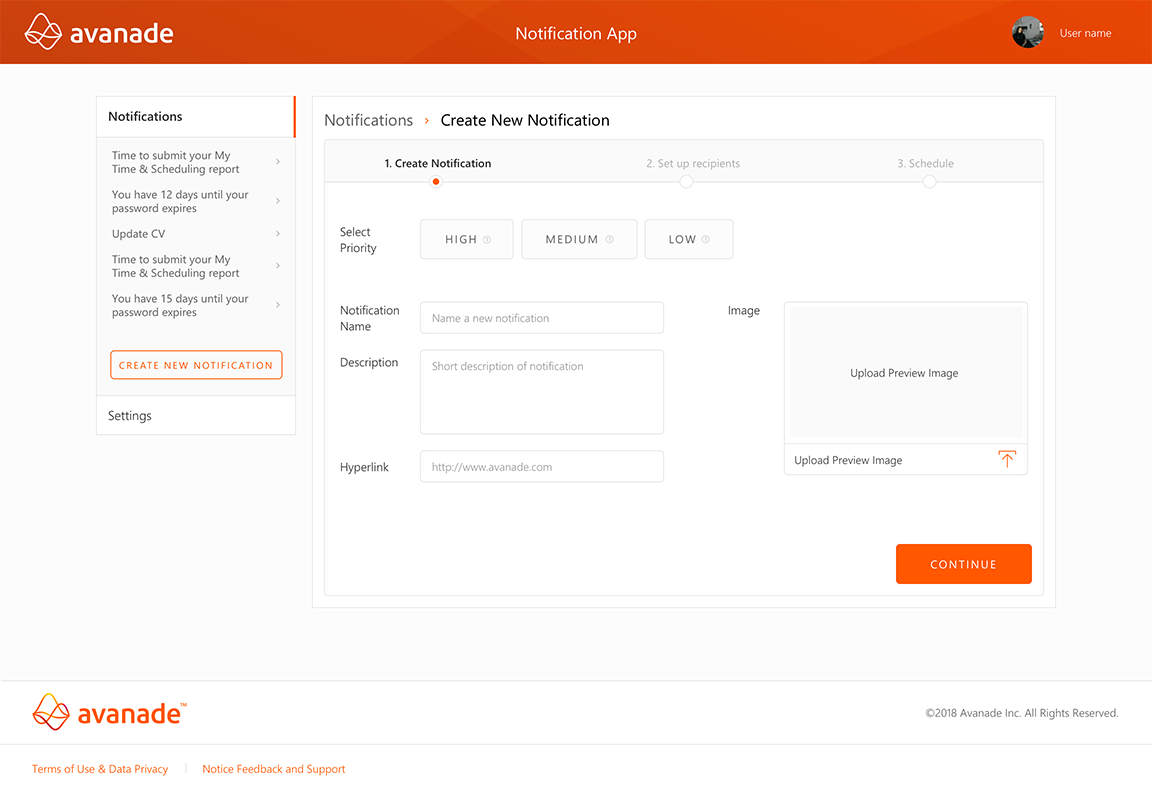 avanade
Notification App
User name
Notifications
Time to submit your My
Time & Scheduling report
You have 12 days until your
password expires
Update CV
Time to submit your My
Time & Scheduling report
You have 15 days until your
password expires
CREATE NEW NOTIFICATION
Settings
Notifications › Create New Notification
1. Create Notification
2. Set up recipients
3. Schedule
Select
Priority
HIGH ?
MEDIUM ?
LOW ?
Notification
Name
Name a new notification
Description
Short description of notification
Hyperlink
http://www.avanade.com
Image
Upload Preview Image
Upload Preview Image
CONTINUE
avanade™
©2018 Avanade Inc. All Rights Reserved.
Terms of Use & Data Privacy
Notice Feedback and Support